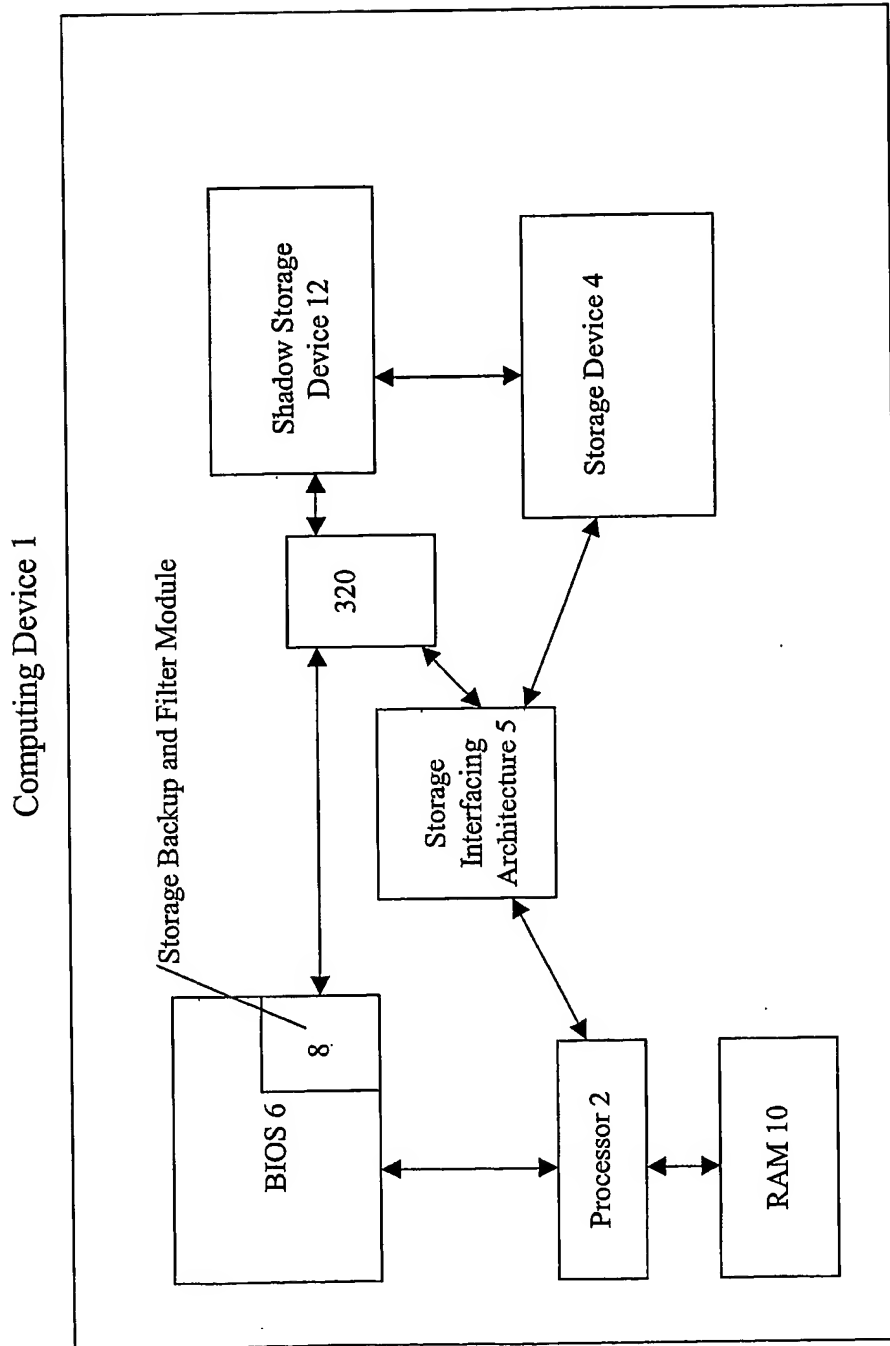 Computing Device 1
Storage Backup and Filter Module
BIOS 6
8
320
Shadow Storage
Device 12
Storage
Interfacing
Architecture 5
Processor 2
Storage Device 4
RAM 10